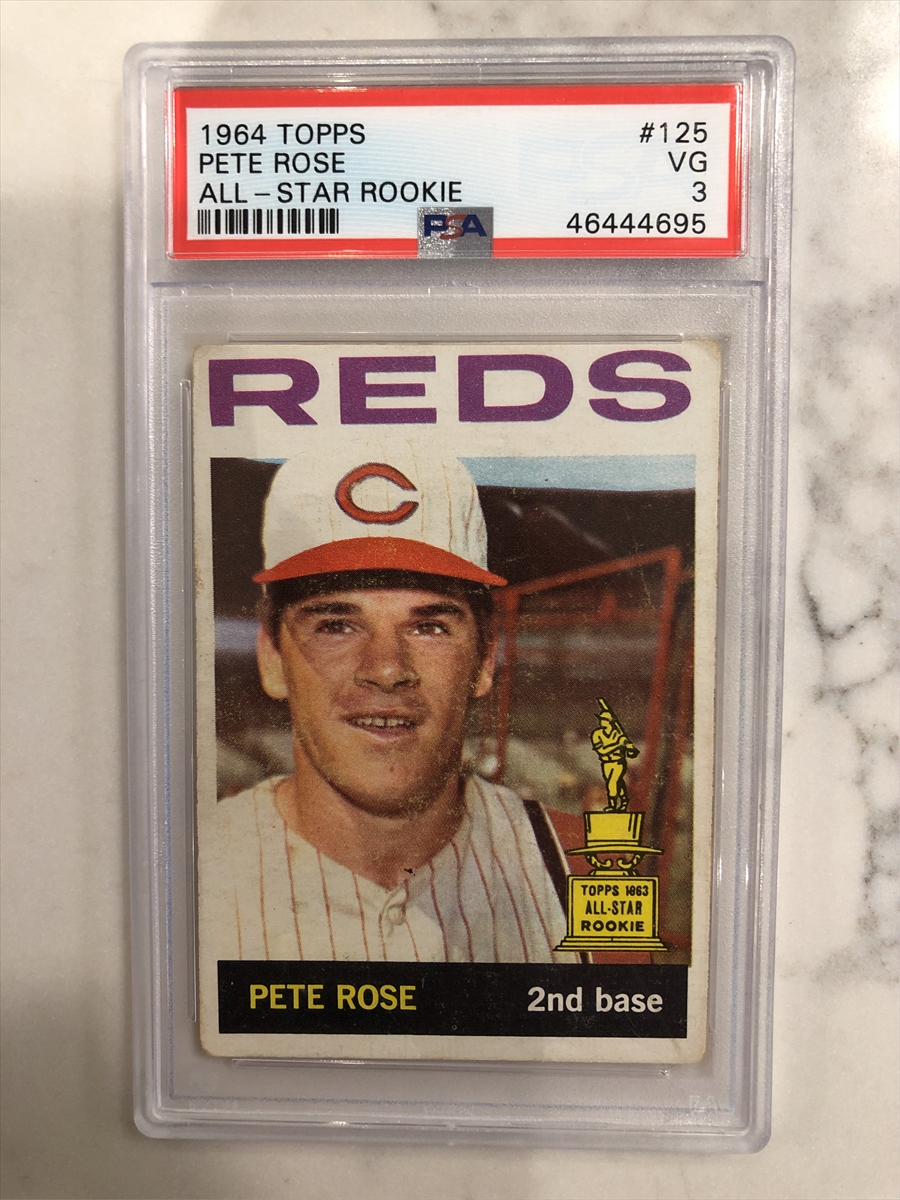 1964 TOPPS #125
PETE ROSE VG
ALL-STAR ROOKIE 3
PSA 46444695
REDS
C
TOPPS 1963
ALL-STAR
ROOKIE
PETE ROSE 2nd base